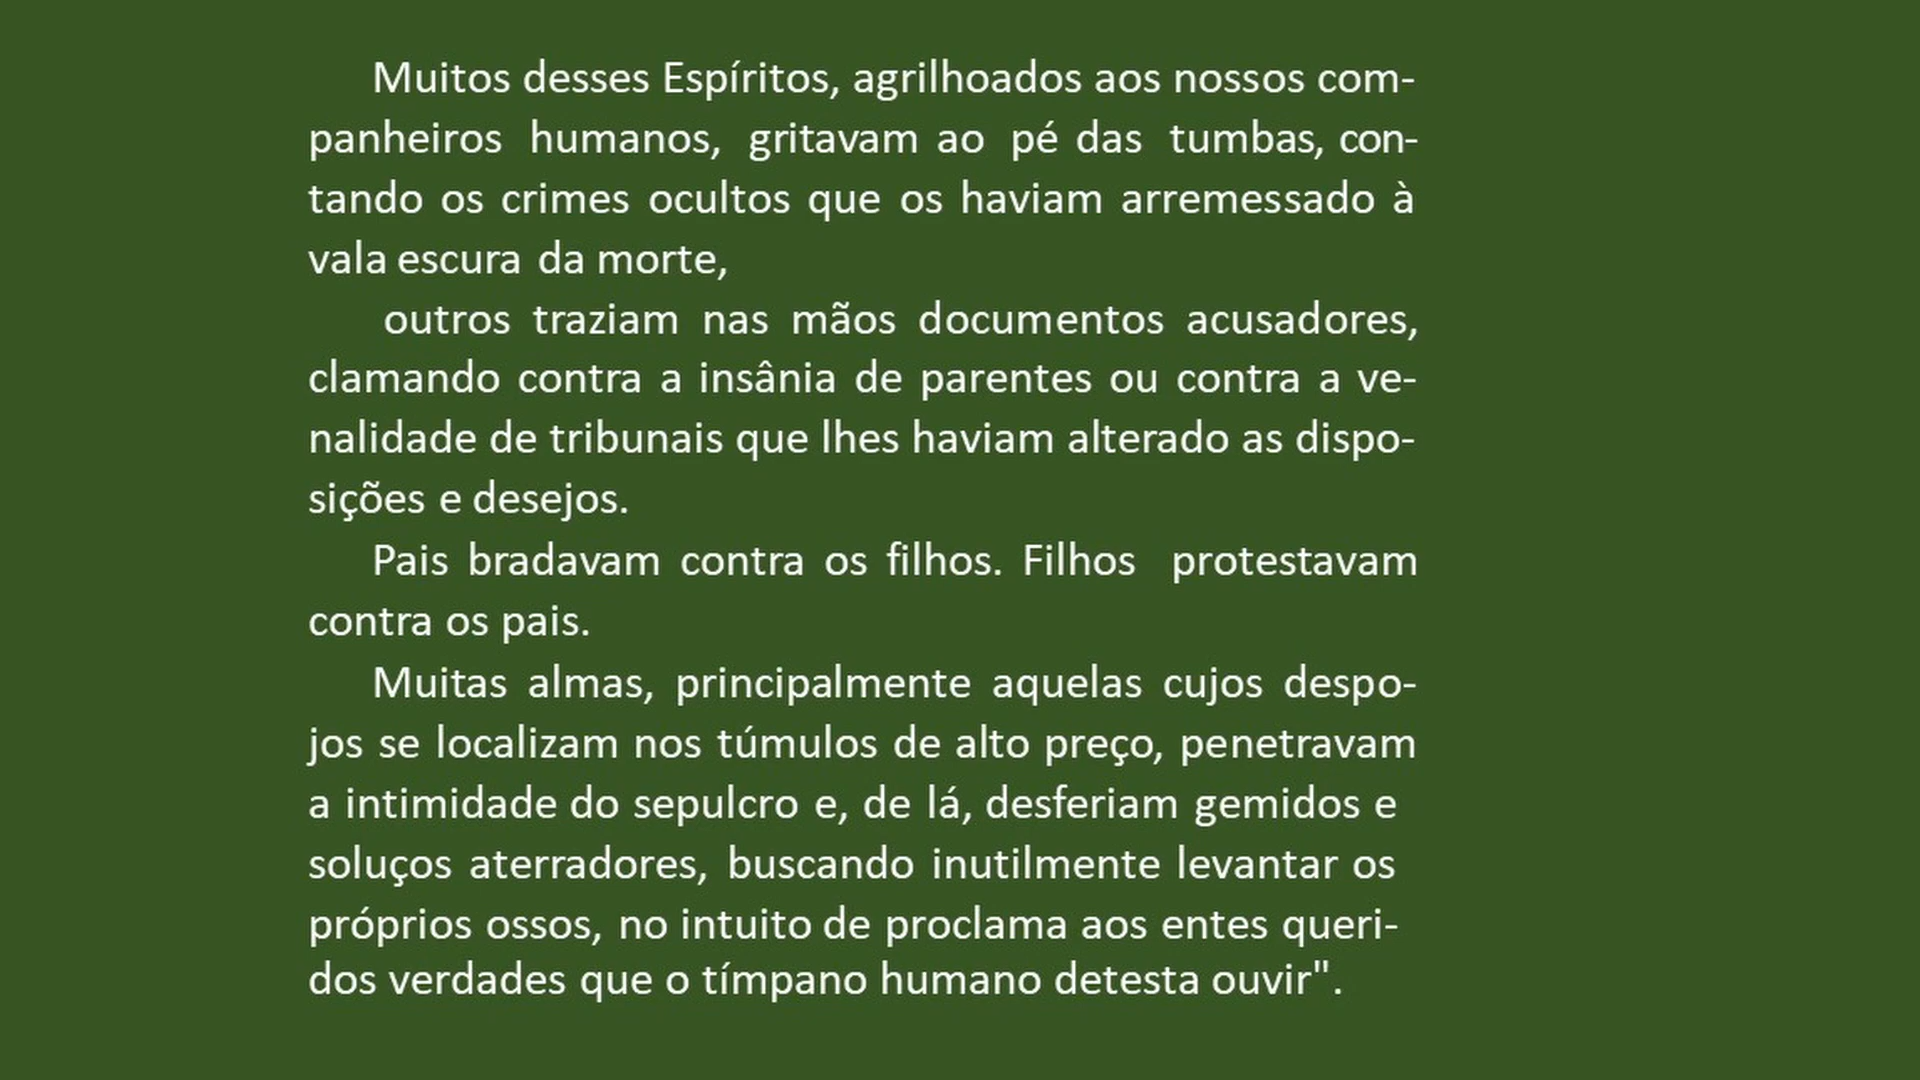 Muitos desses Espíritos, agrilhoados aos nossos com-
panheiros humanos, gritavam ao pé das tumbas, con-
tando os crimes ocultos que os haviam arremessado à
vala escura da morte,
outros traziam nas mãos documentos acusadores,
clamando contra a insânia de parentes ou contra a ve-
nalidade de tribunais que lhes haviam alterado as dispo-
sições e desejos.
Pais bradavam contra os filhos. Filhos protestavam
contra os pais.
Muitas almas, principalmente aquelas cujos despo-
jos se localizam nos túmulos de alto preço, penetravam
a intimidade do sepulcro e, de lá, desferiam gemidos e
soluços aterradores, buscando inutilmente levantar os
próprios ossos, no intuito de proclama aos entes queri-
dos verdades que o tímpano humano detesta ouvir".